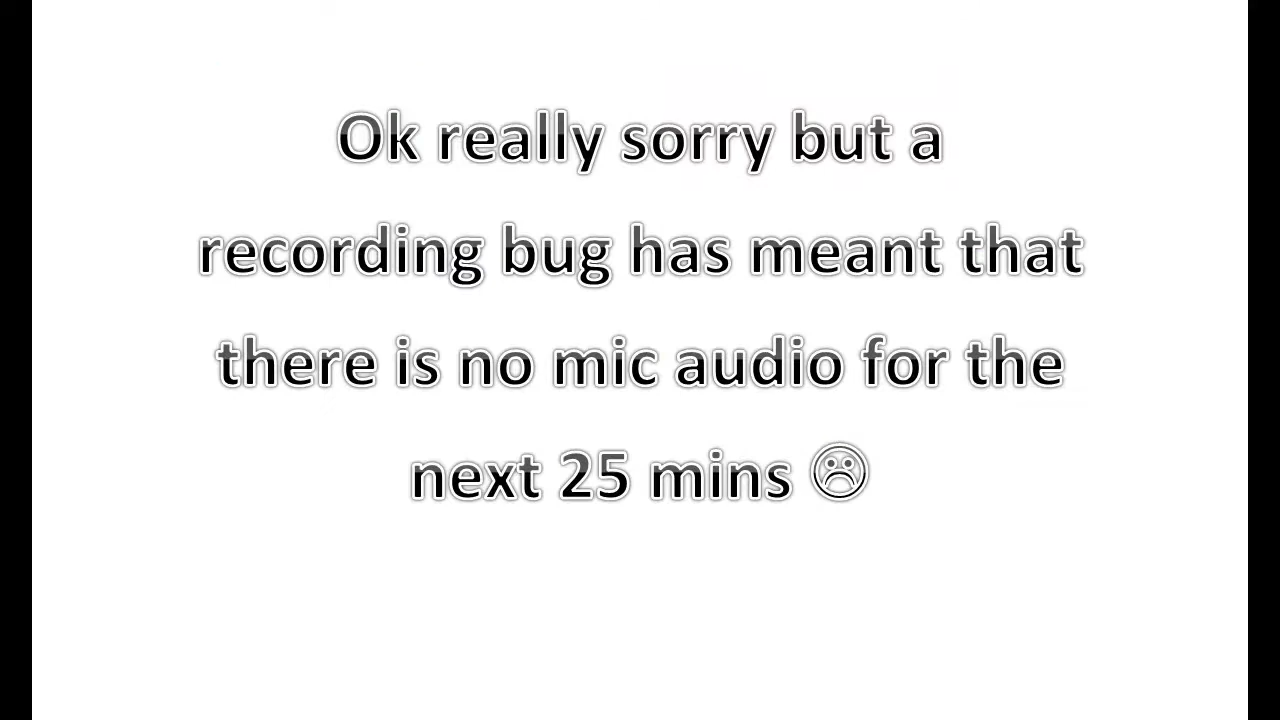 Ok really sorry but a
recording bug has meant that
there is no mic audio for the
next 25 mins ☹